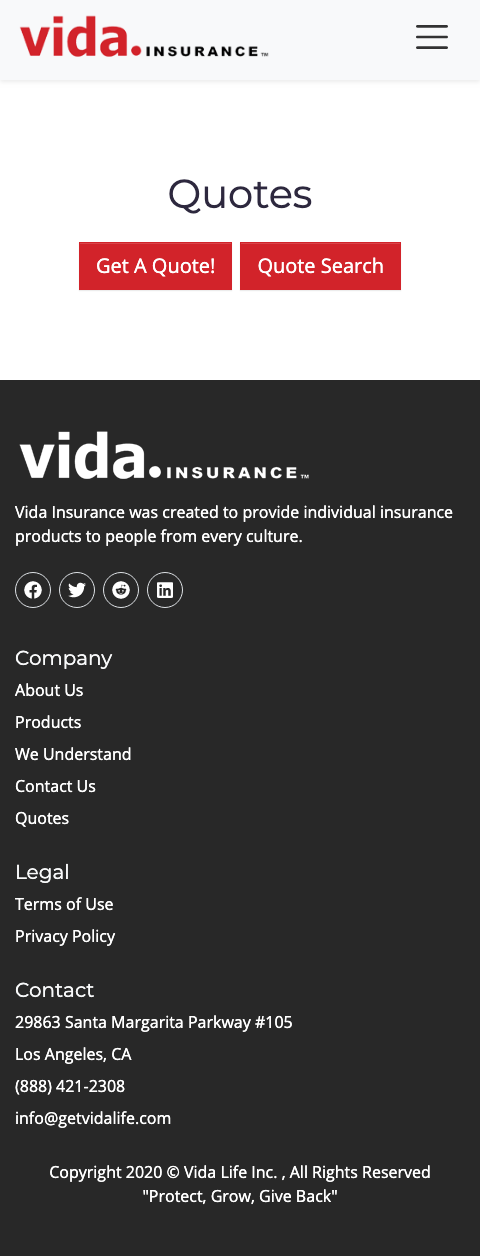 vida.INSURANCE™
Quotes
Get A Quote! Quote Search
vida.INSURANCE™
Vida Insurance was created to provide individual insurance
products to people from every culture.
Company
About Us
Products
We Understand
Contact Us
Quotes
Legal
Terms of Use
Privacy Policy
Contact
29863 Santa Margarita Parkway #105
Los Angeles, CA
(888) 421-2308
info@getvidalife.com
Copyright 2020 © Vida Life Inc. , All Rights Reserved
"Protect, Grow, Give Back"